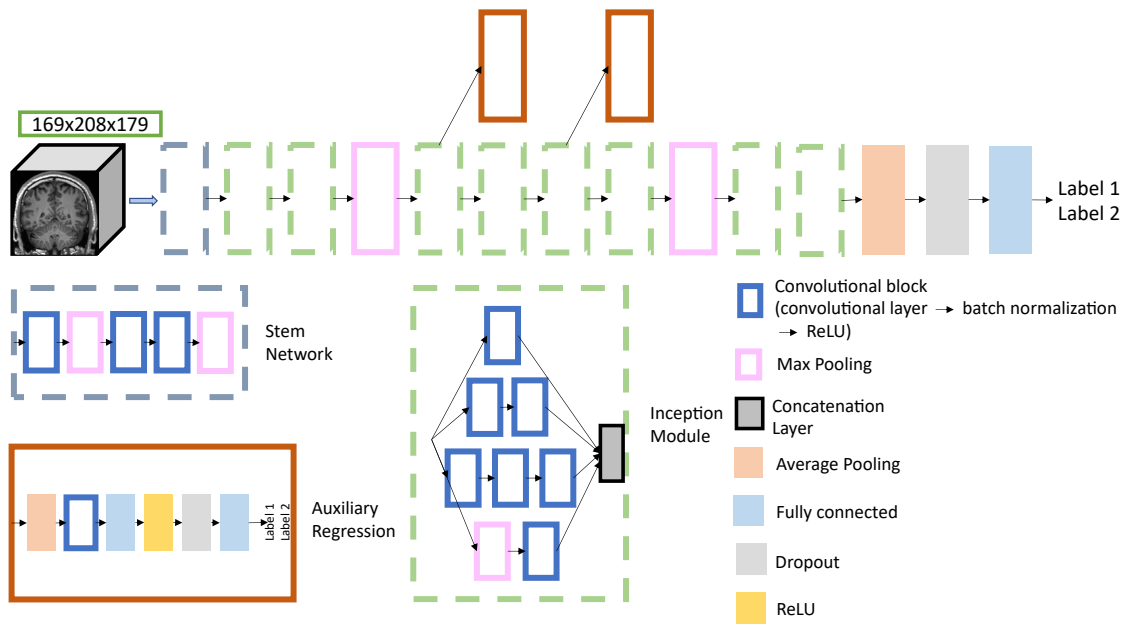 169x208x179
Label 1
Label 2
Stem
Network
Auxiliary
Regression
Label 1
Label 2
Inception
Module
Convolutional block
(convolutional layer → batch normalization
→ ReLU)
Max Pooling
Concatenation
Layer
Average Pooling
Fully connected
Dropout
ReLU